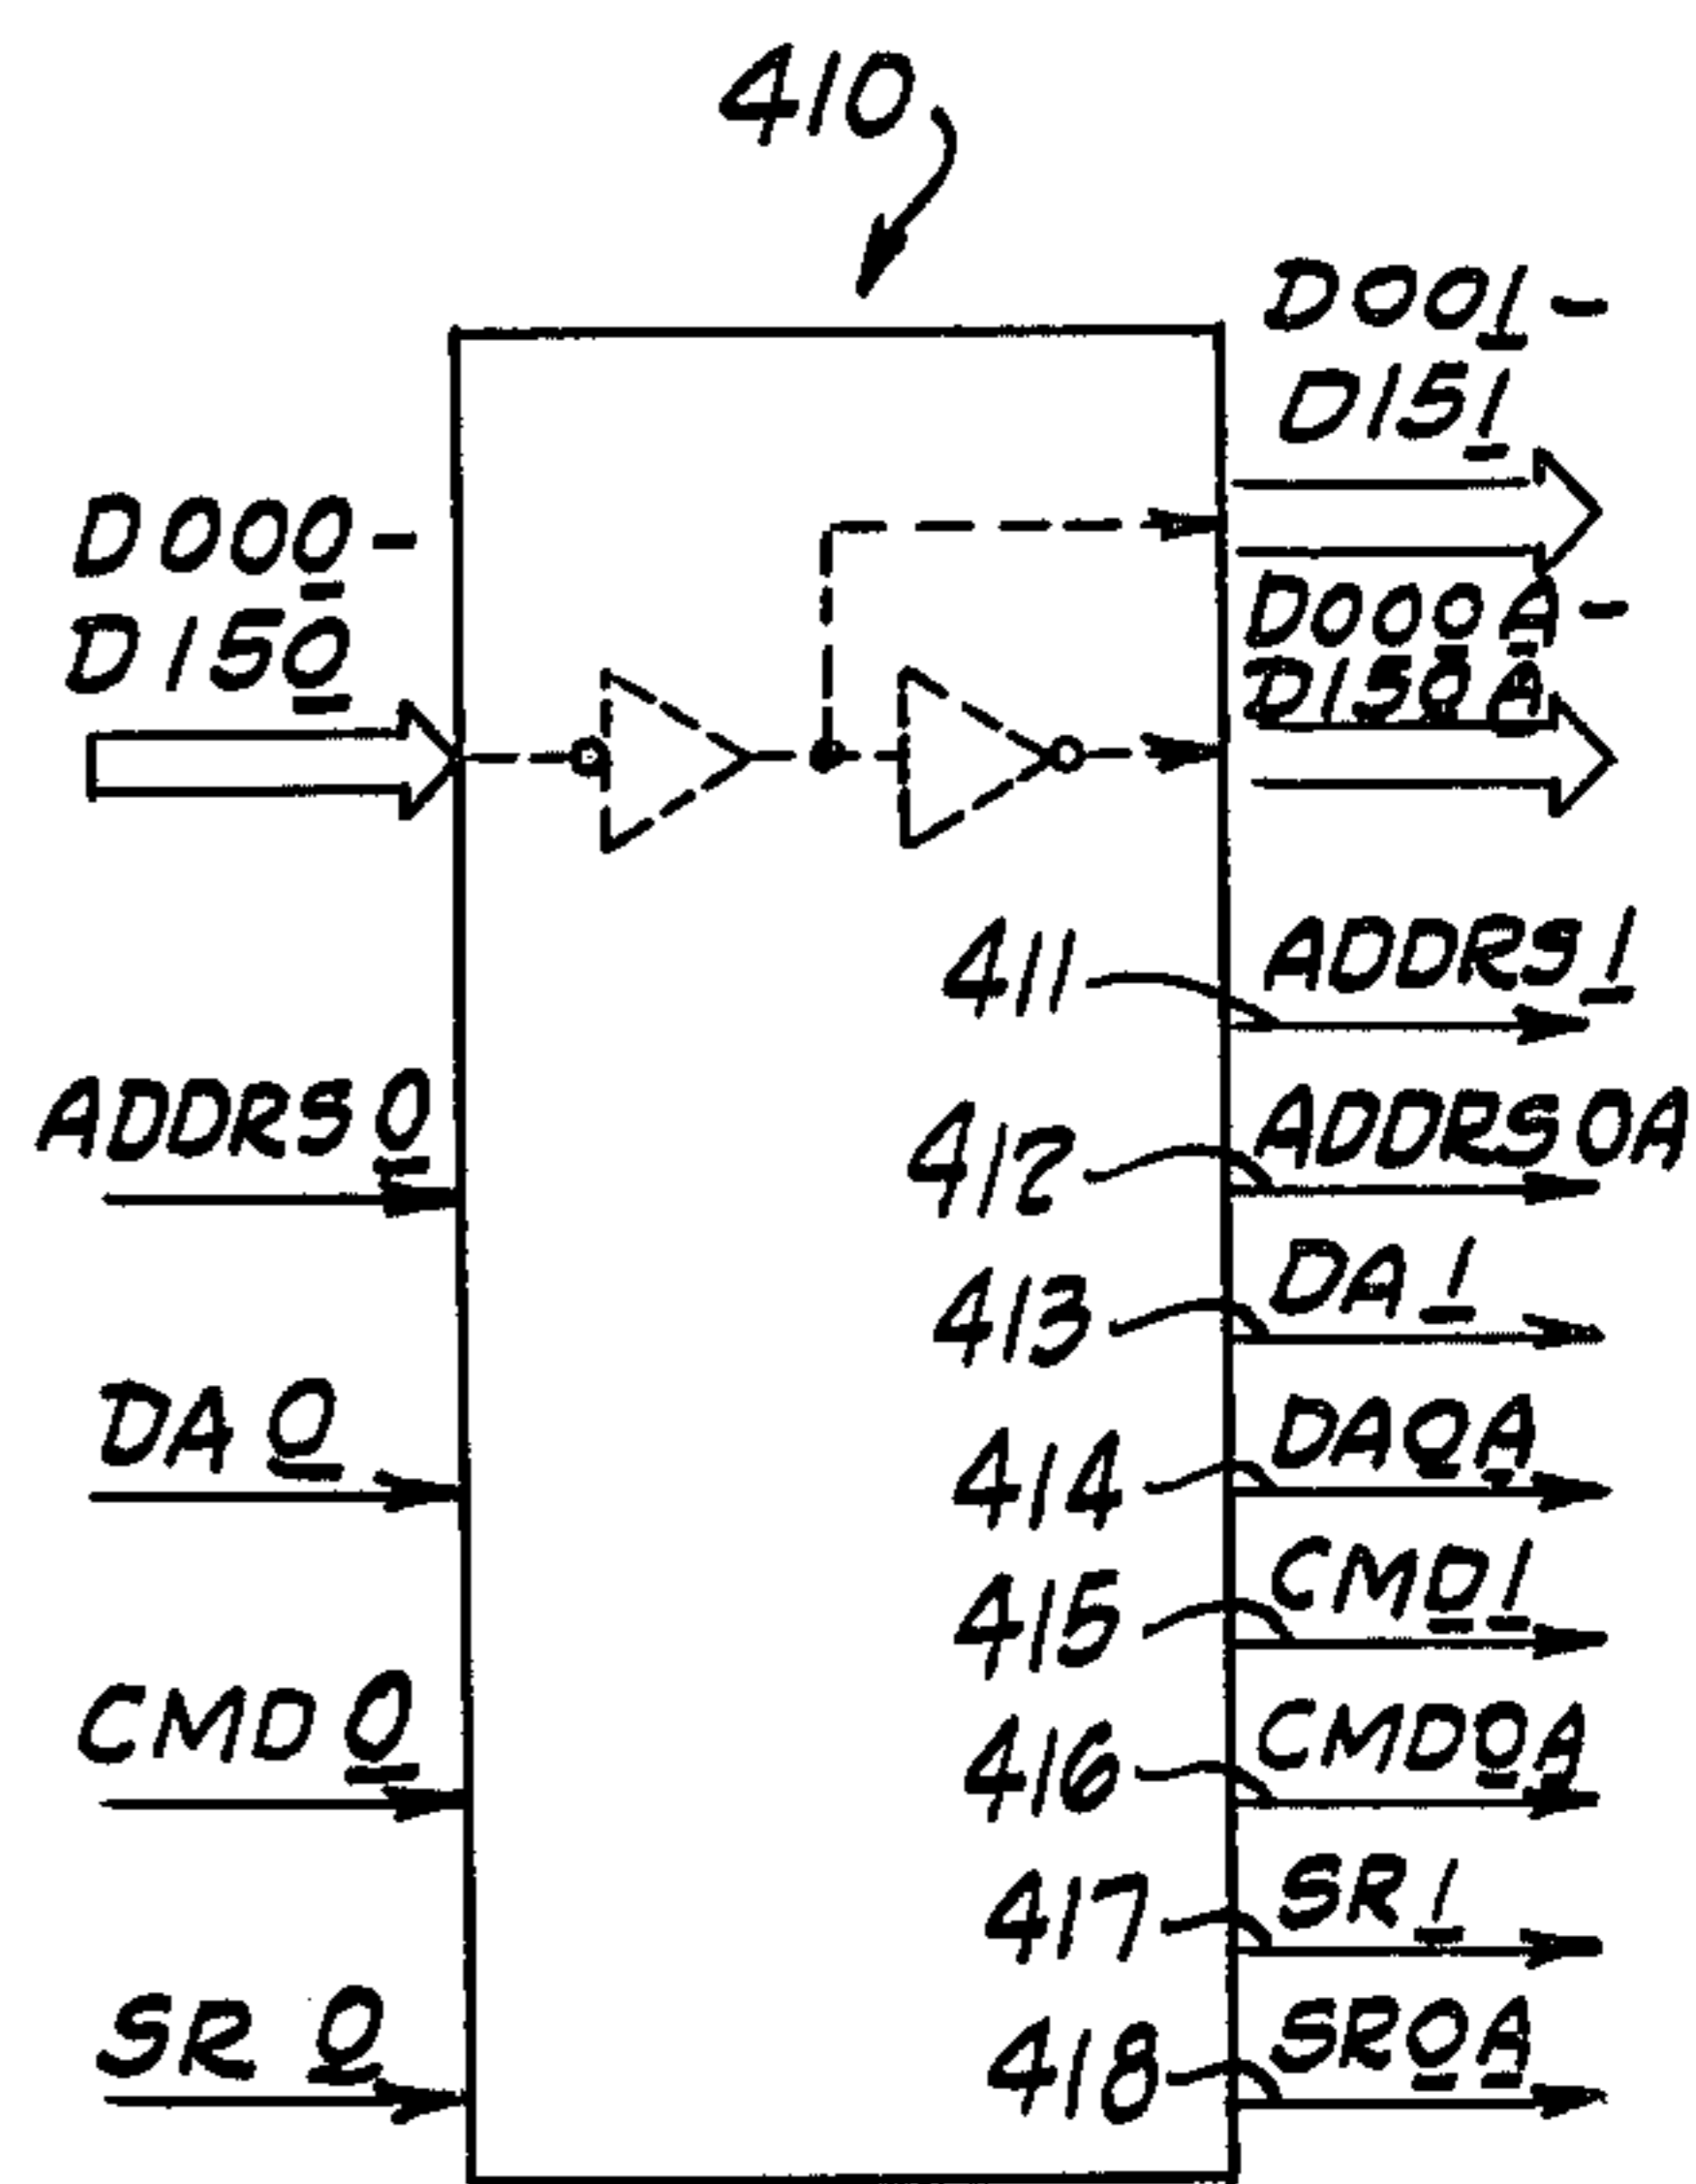 410
D001-
D151
D000-
D150
D000A-
D150A
411
ADDRS1
ADDRS0
412
ADDRS0A
413
DA1
DA0
414
DA0A
415
CMD1
CMD0
416
CMD0A
417
SR1
SR0
418
SR0A